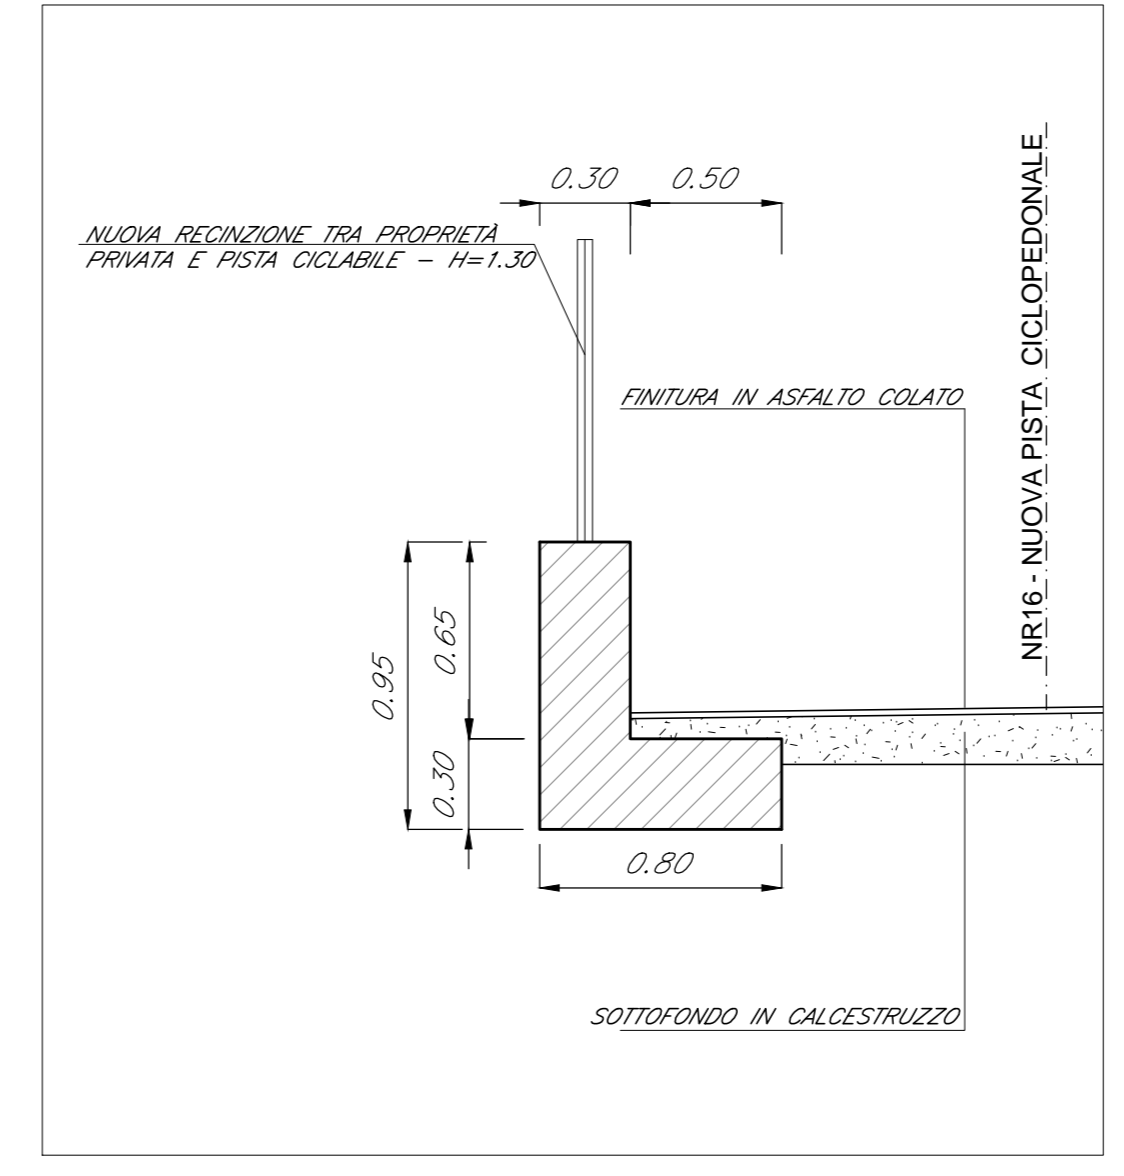 0.30
0.50
NUOVA RECINZIONE TRA PROPRIETÀ
PRIVATA E PISTA CICLABILE – H=1.30
FINITURA IN ASFALTO COLATO
NR16 - NUOVA PISTA CICLOPEDONALE
0.95
0.65
0.30
0.80
SOTTOFONDO IN CALCESTRUZZO